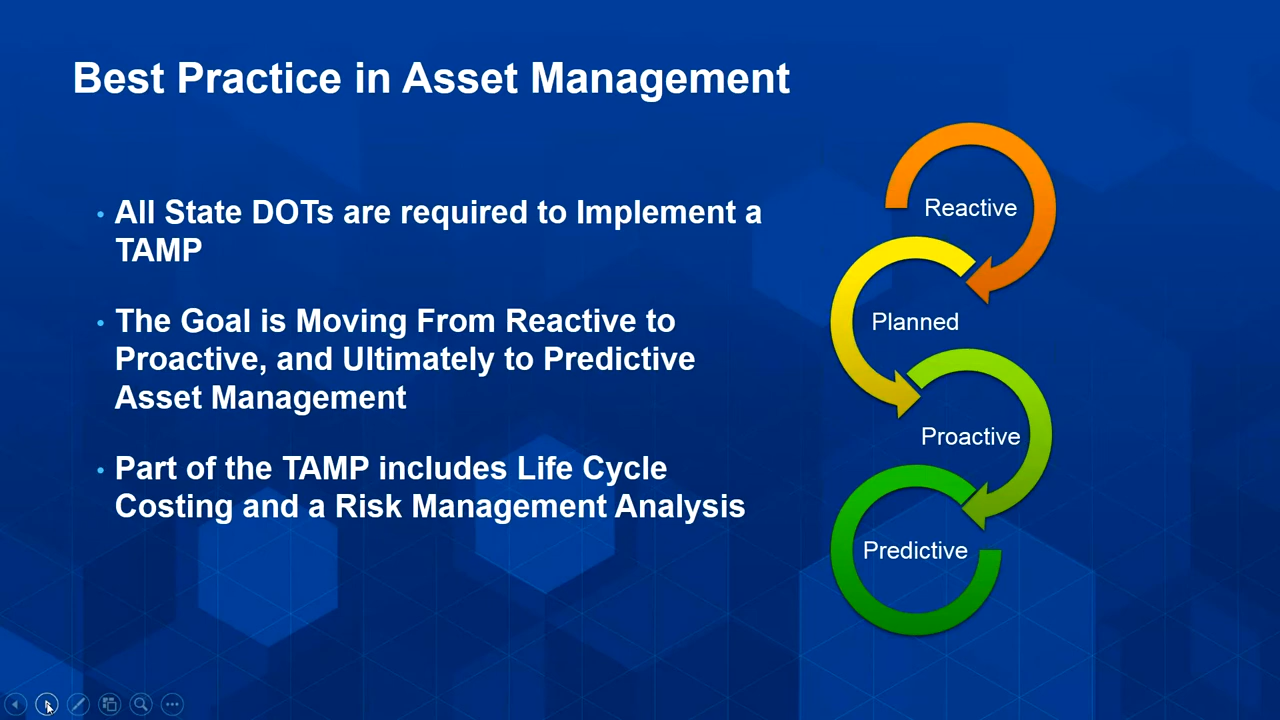 Best Practice in Asset Management
• All State DOTs are required to Implement a
TAMP
• The Goal is Moving From Reactive to
Proactive, and Ultimately to Predictive
Asset Management
• Part of the TAMP includes Life Cycle
Costing and a Risk Management Analysis
Reactive
Planned
Proactive
Predictive